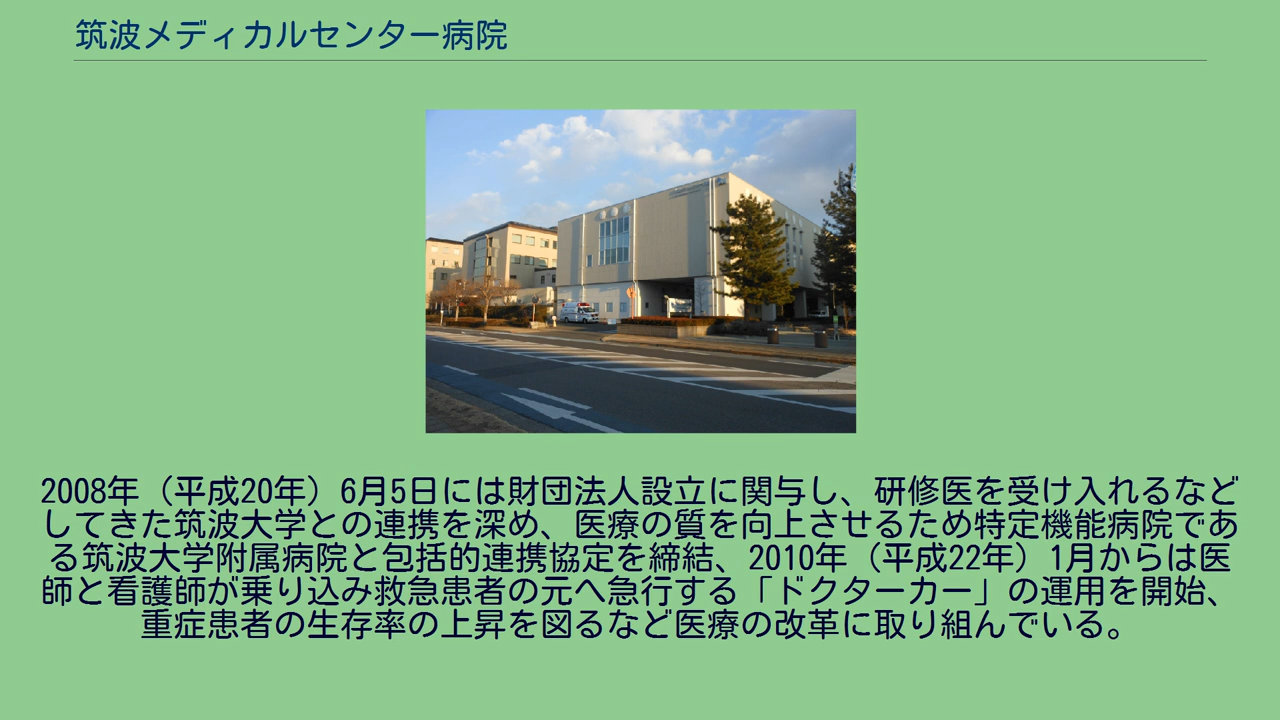 筑波メディカルセンター病院
2008年（平成20年）6月5日には財団法人設立に関与し、研修医を受け入れるなど
してきた筑波大学との連携を深め、医療の質を向上させるため特定機能病院であ
る筑波大学附属病院と包括的連携協定を締結、2010年（平成22年）1月からは医
師と看護師が乗り込み救急患者の元へ急行する「ドクターカー」の運用を開始、
重症患者の生存率の上昇を図るなど医療の改革に取り組んでいる。